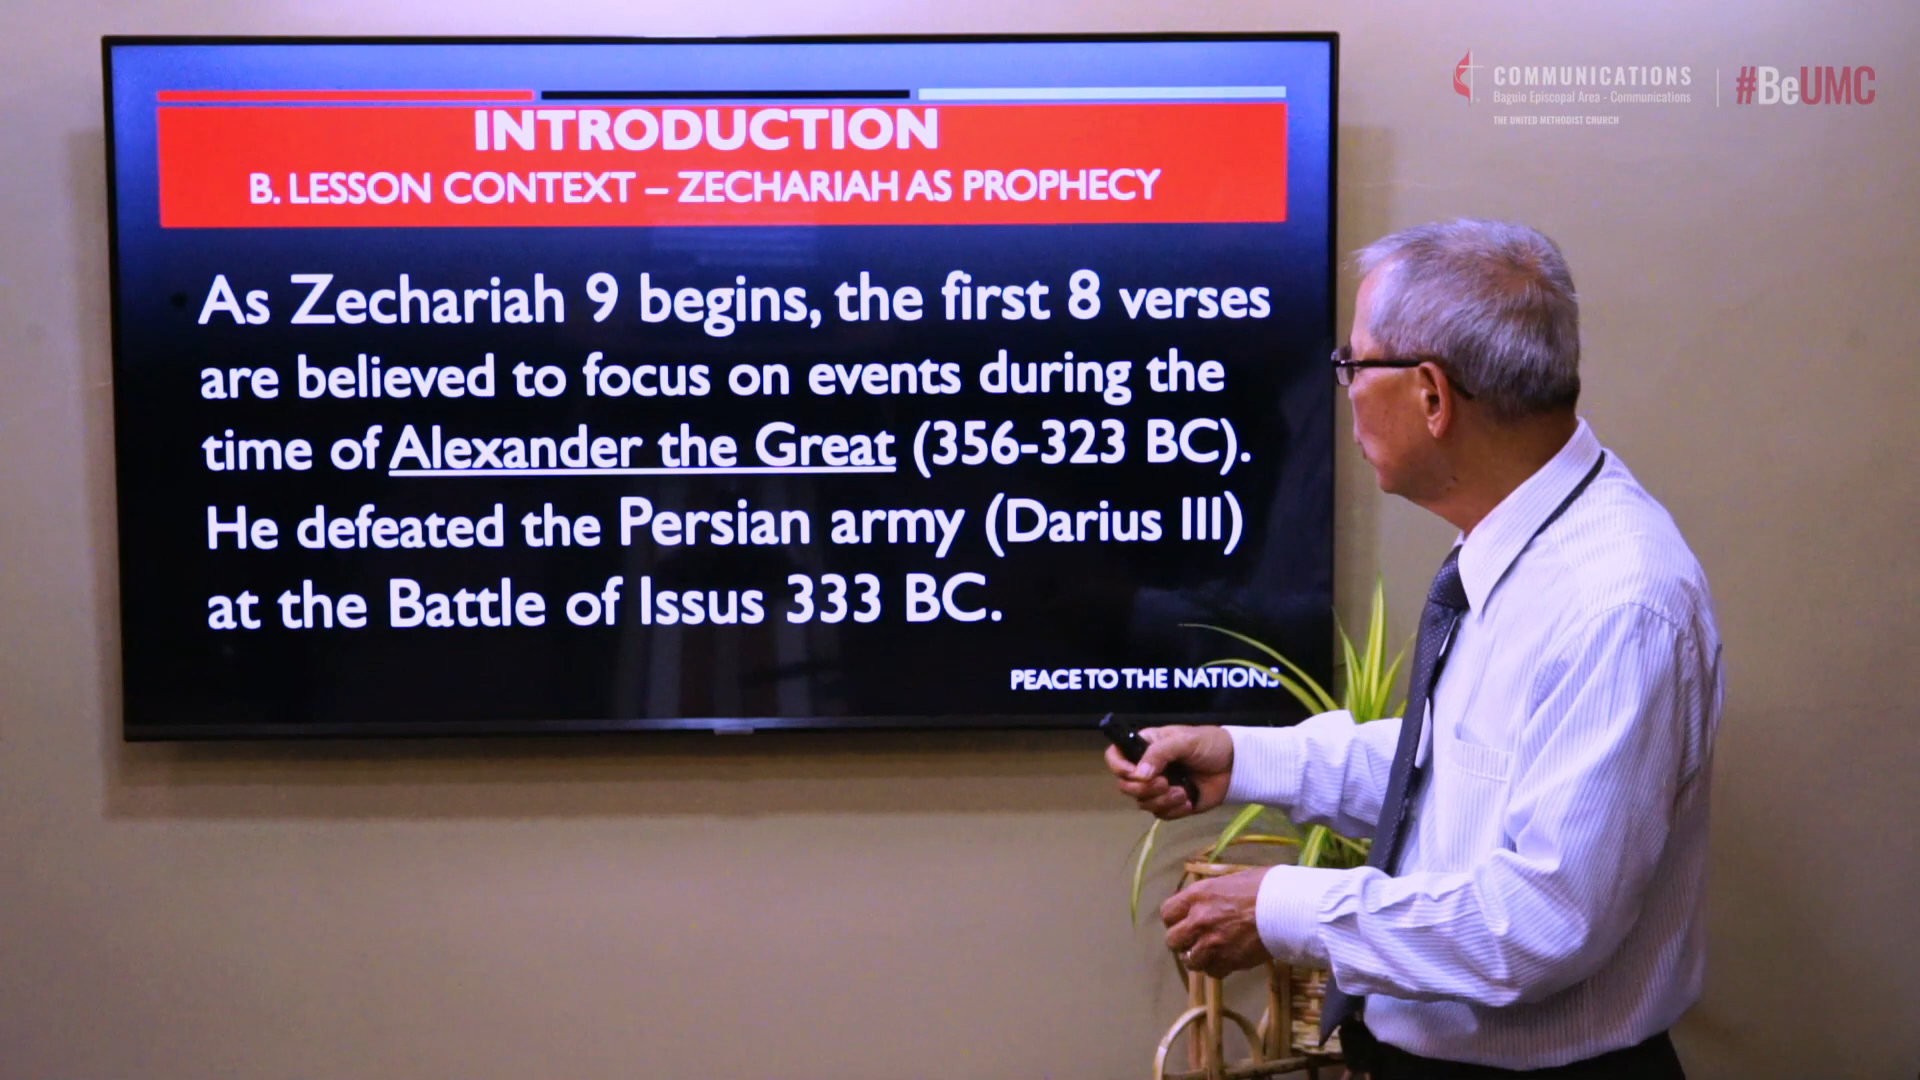 INTRODUCTION
B. LESSON CONTEXT – ZECHARIAH AS PROPHECY
As Zechariah 9 begins, the first 8 verses
are believed to focus on events during the
time of Alexander the Great (356-323 BC).
He defeated the Persian army (Darius III)
at the Battle of Issus 333 BC.
PEACE TO THE NATIONS
COMMUNICATIONS
Baguio Episcopal Area - Communications
THE UNITED METHODIST CHURCH
#BeUMC